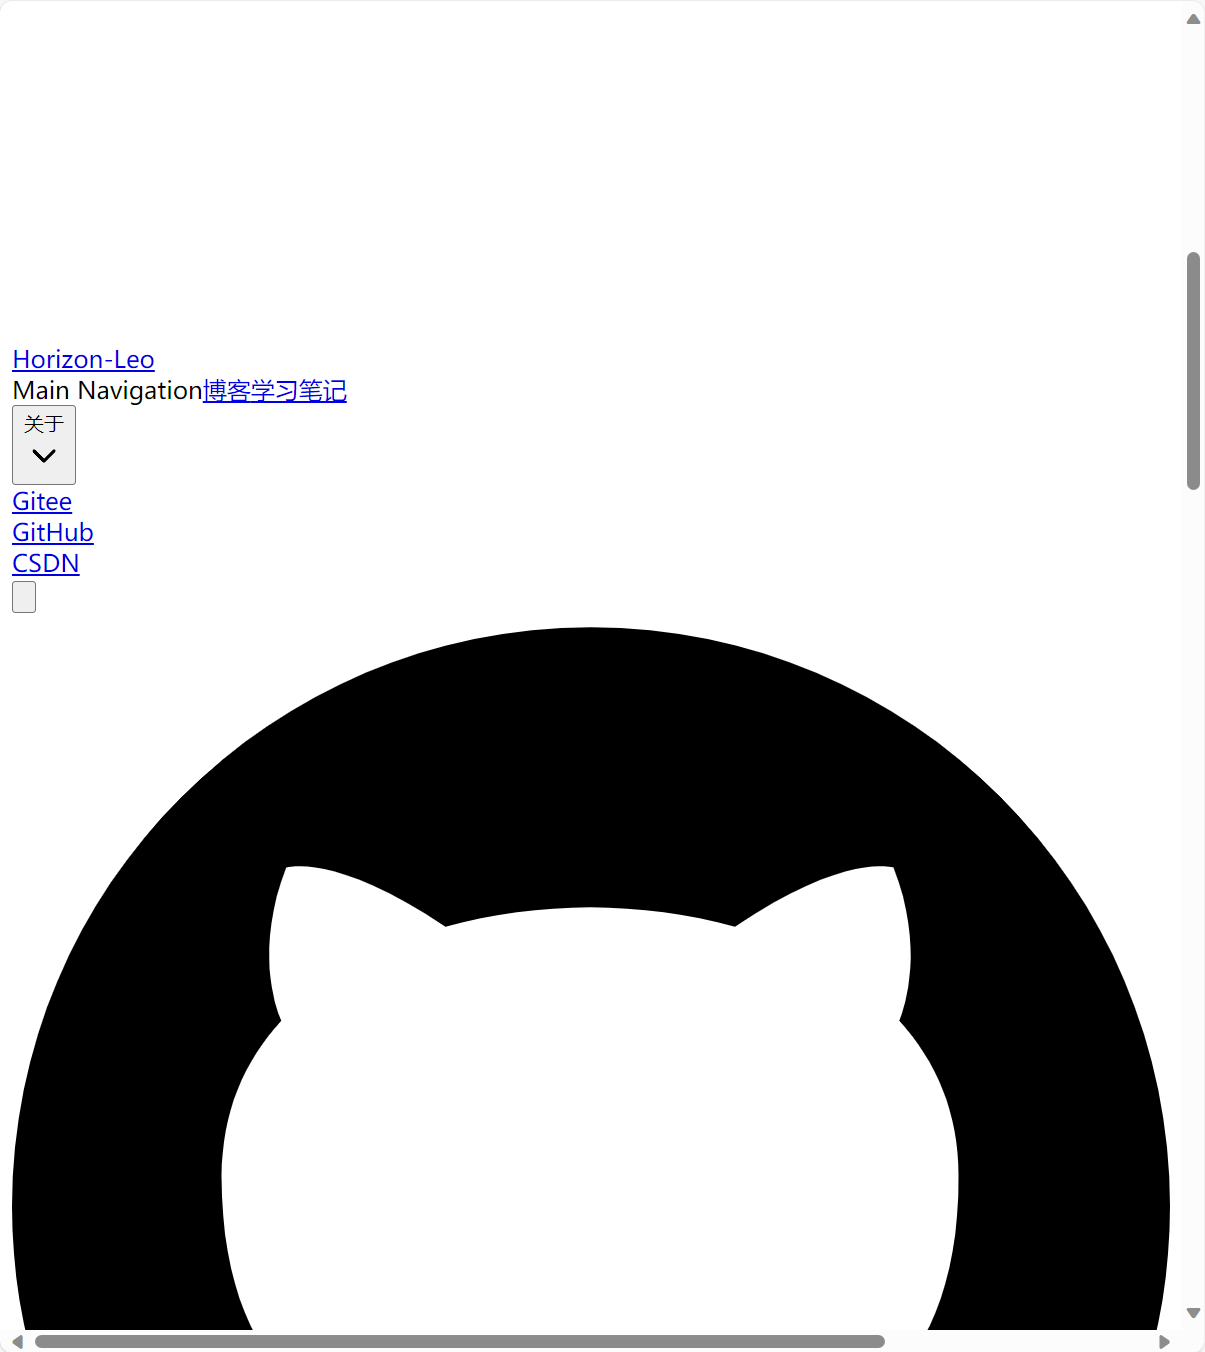 Horizon-Leo
Main Navigation博客学习笔记
关于
Gitee
GitHub
CSDN